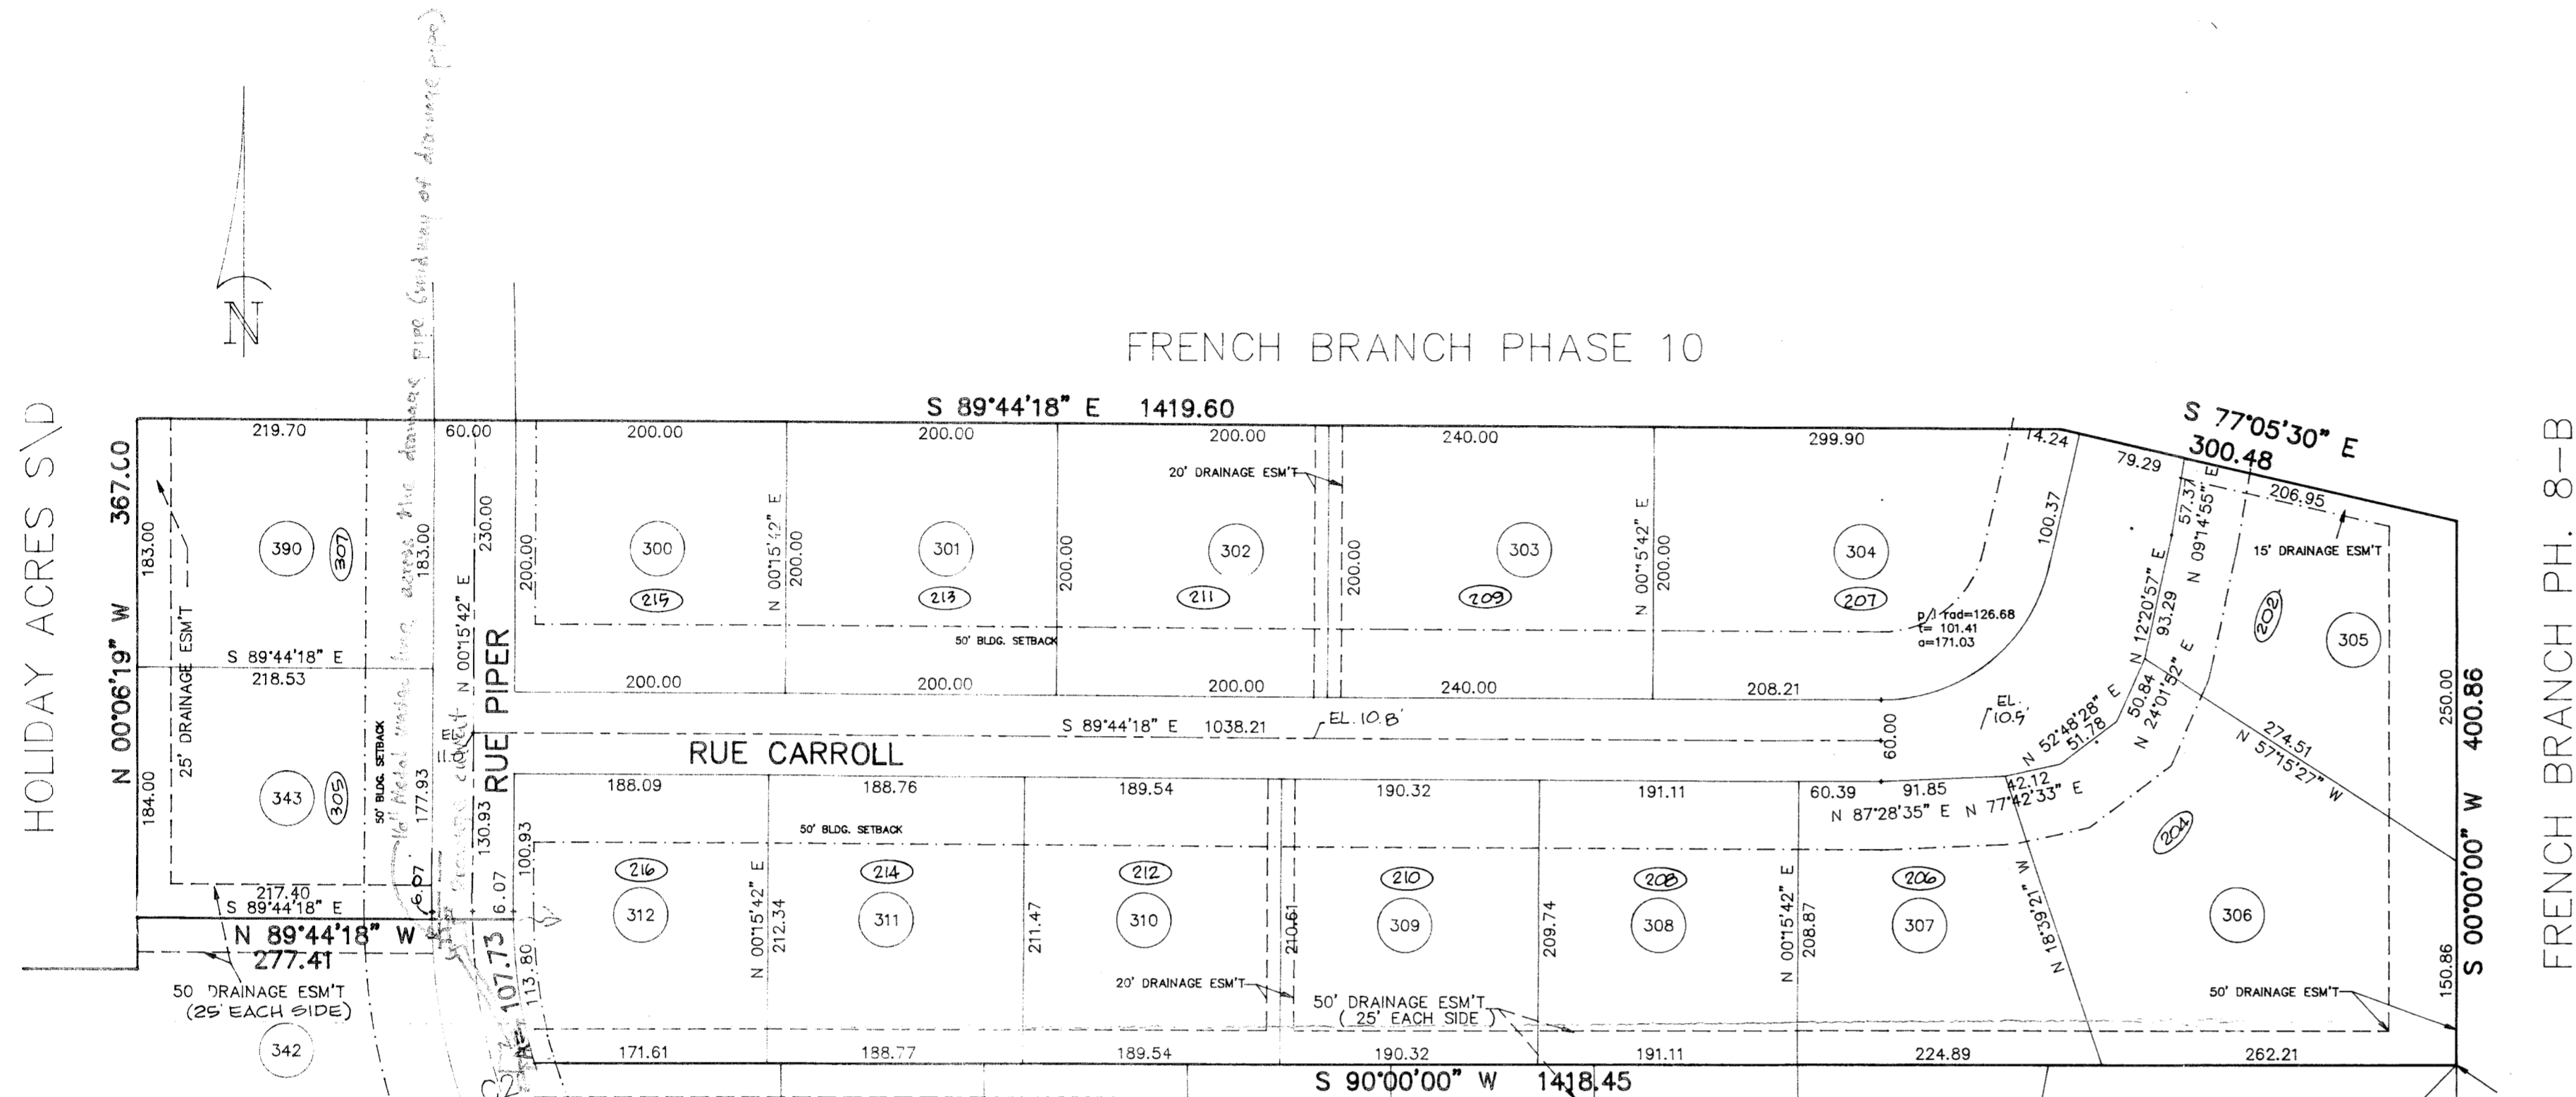 N
HOLIDAY ACRES S\D
FRENCH BRANCH PHASE 10
FRENCH BRANCH PH. 8-B
S 89°44'18" E 1419.60
S 77°05'30" E
300.48
219.70
60.00
200.00
200.00
200.00
240.00
299.90
14.24
79.29
206.95
N 00°06'19" W 367.00
183.00
184.00
25' DRAINAGE ESM'T
390
307
183.00
230.00
200.00
N 00°15'42" E
20' DRAINAGE ESM'T
300
215
N 00°15'42" E
200.00
301
213
200.00
302
211
200.00
303
209
N 00°15'42" E
200.00
304
207
p/l rad=126.68
t= 101.41
a=171.03
100.37
57.37
N 09°14'55" E
N 12°20'57" E
93.29
15' DRAINAGE ESM'T
202
305
50' BLDG. SETBACK
S 89°44'18" E
218.53
200.00
200.00
200.00
240.00
208.21
S 89°44'18" E 1038.21
EL. 10.8'
RUE CARROLL
RUE PIPER
60.00
EL.
10.5'
N 52°48'28" E
51.78
50.84
N 24°01'52" E
274.51
N 57°15'27" W
250.00
S 00°00'00" W 400.86
150.86
343
305
50' BLDG. SETBACK
177.93
EL.
130.93
100.93
188.09
188.76
189.54
190.32
191.11
60.39
91.85
42.12
N 87°28'35" E
N 77°42'33" E
50' BLDG. SETBACK
216
312
N 00°15'42" E
212.34
214
311
211.47
212
310
210.61
210
309
209.74
208
308
N 00°15'42" E
208.87
206
307
N 18°39'21" W
204
306
217.40
S 89°44'18" E
6.07'
6.07
N 89°44'18" W
277.41
107.73
113.80
50 DRAINAGE ESM'T
(25' EACH SIDE)
342
20' DRAINAGE ESM'T
50' DRAINAGE ESM'T
( 25' EACH SIDE )
50' DRAINAGE ESM'T
171.61
188.77
189.54
190.32
191.11
224.89
262.21
S 90°00'00" W 1418.45
C2